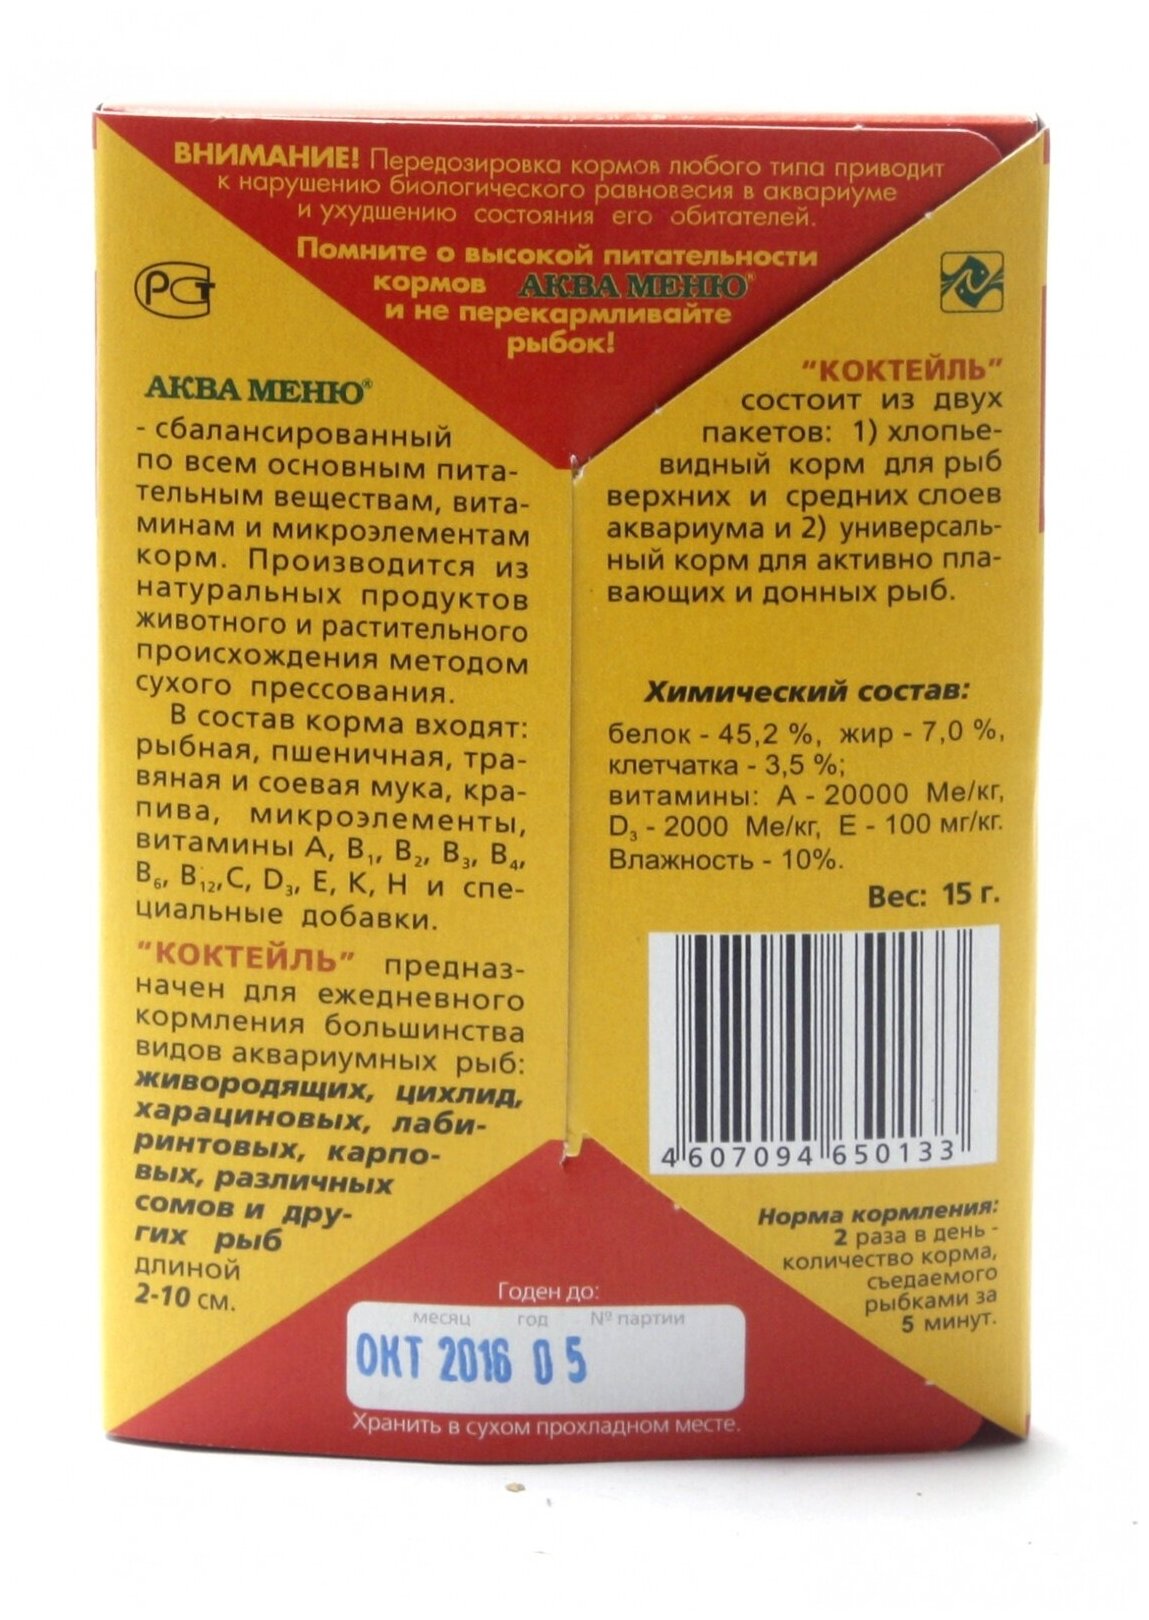 ВНИМАНИЕ! Передозировка кормов любого типа приводит
к нарушению биологического равновесия в аквариуме
и ухудшению состояния его обитателей.
Помните о высокой питательности
кормов АКВА МЕНЮ®
и не перекармливайте
рыбок!
РСТ
АКВА МЕНЮ®
- сбалансированный
по всем основным пита-
тельным веществам, вита-
минам и микроэлементам
корм. Производится из
натуральных продуктов
животного и растительного
происхождения методом
сухого прессования.
В состав корма входят:
рыбная, пшеничная, тра-
вяная и соевая мука, кра-
пива, микроэлементы,
витамины А, В₁, В₂, В₃, В₄,
В₆, В₁₂,С, D₃, Е, К, Н и спе-
циальные добавки.
"КОКТЕЙЛЬ" предназ-
начен для ежедневного
кормления большинства
видов аквариумных рыб:
живородящих, цихлид,
харациновых, лаби-
ринтовых, карпо-
вых, различных
сомов и дру-
гих рыб
длиной
2-10 см.
"КОКТЕЙЛЬ"
состоит из двух
пакетов: 1) хлопье-
видный корм для рыб
верхних и средних слоев
аквариума и 2) универсаль-
ный корм для активно пла-
вающих и донных рыб.
Химический состав:
белок - 45,2 %, жир - 7,0 %,
клетчатка - 3,5 %;
витамины: А - 20000 Ме/кг,
D₃ - 2000 Ме/кг, Е - 100 мг/кг.
Влажность - 10%.
Вес: 15 г.
4 607094 650133
Норма кормления:
2 раза в день -
количество корма,
съедаемого
рыбками за
5 минут.
Годен до:
месяц год № партии
ОКТ 2016 05
Хранить в сухом прохладном месте.